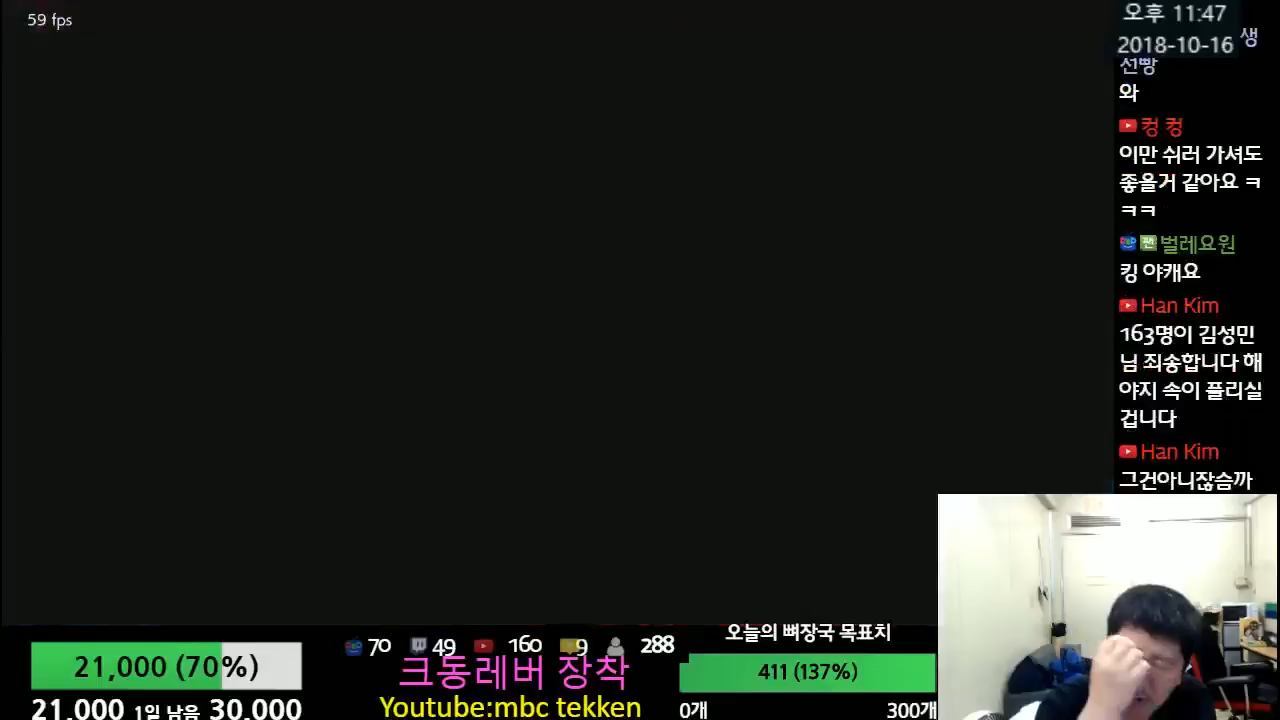 59 fps
오후 11:47
2018-10-16
생
선빵
와
컹 컹
이만 쉬러 가셔도
좋을거 같아요 ㅋ
ㅋㅋ
팬 벌레요원
킹 야캐요
Han Kim
163명이 김성민
님 죄송합니다 해
야지 속이 플리실
겁니다
Han Kim
그건아니잖슴까
오늘의 뼈장국 목표치
70 49 160 9 288
21,000 (70%)
크동레버 장착
411 (137%)
21,000 1일 남음 30,000
Youtube:mbc tekken
0개 300개